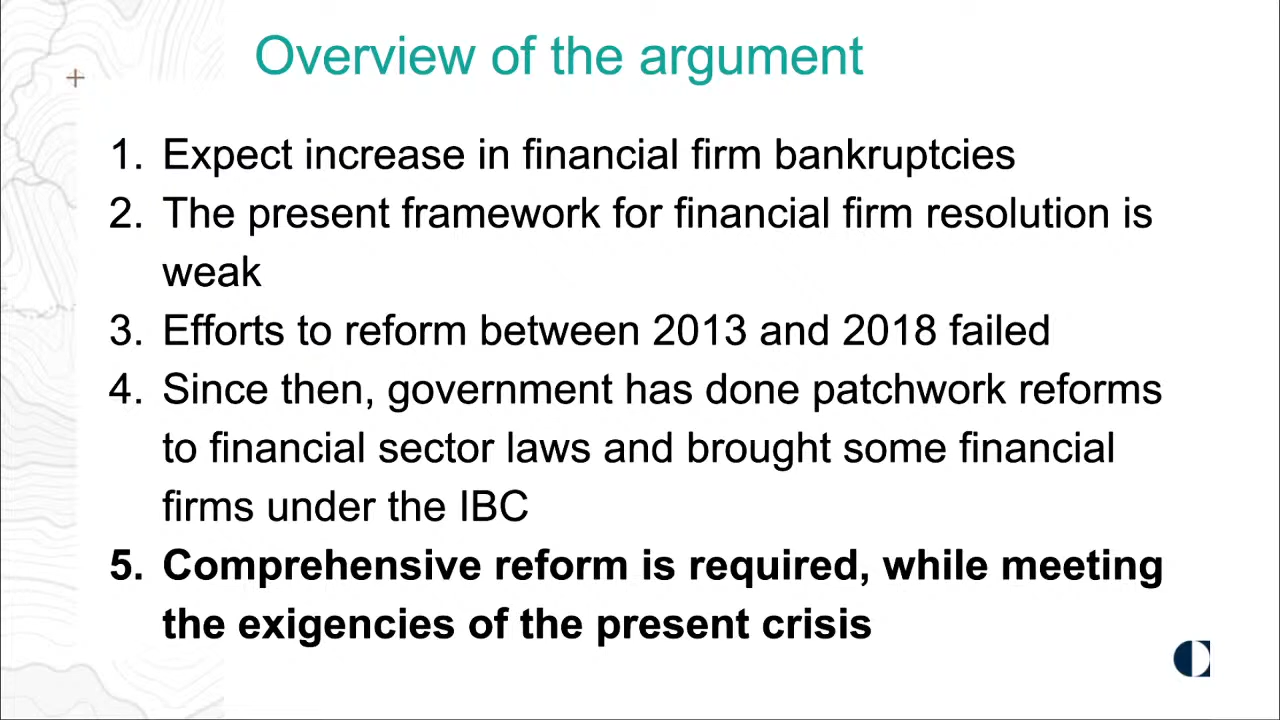 Overview of the argument
1. Expect increase in financial firm bankruptcies
2. The present framework for financial firm resolution is
weak
3. Efforts to reform between 2013 and 2018 failed
4. Since then, government has done patchwork reforms
to financial sector laws and brought some financial
firms under the IBC
5. Comprehensive reform is required, while meeting
the exigencies of the present crisis